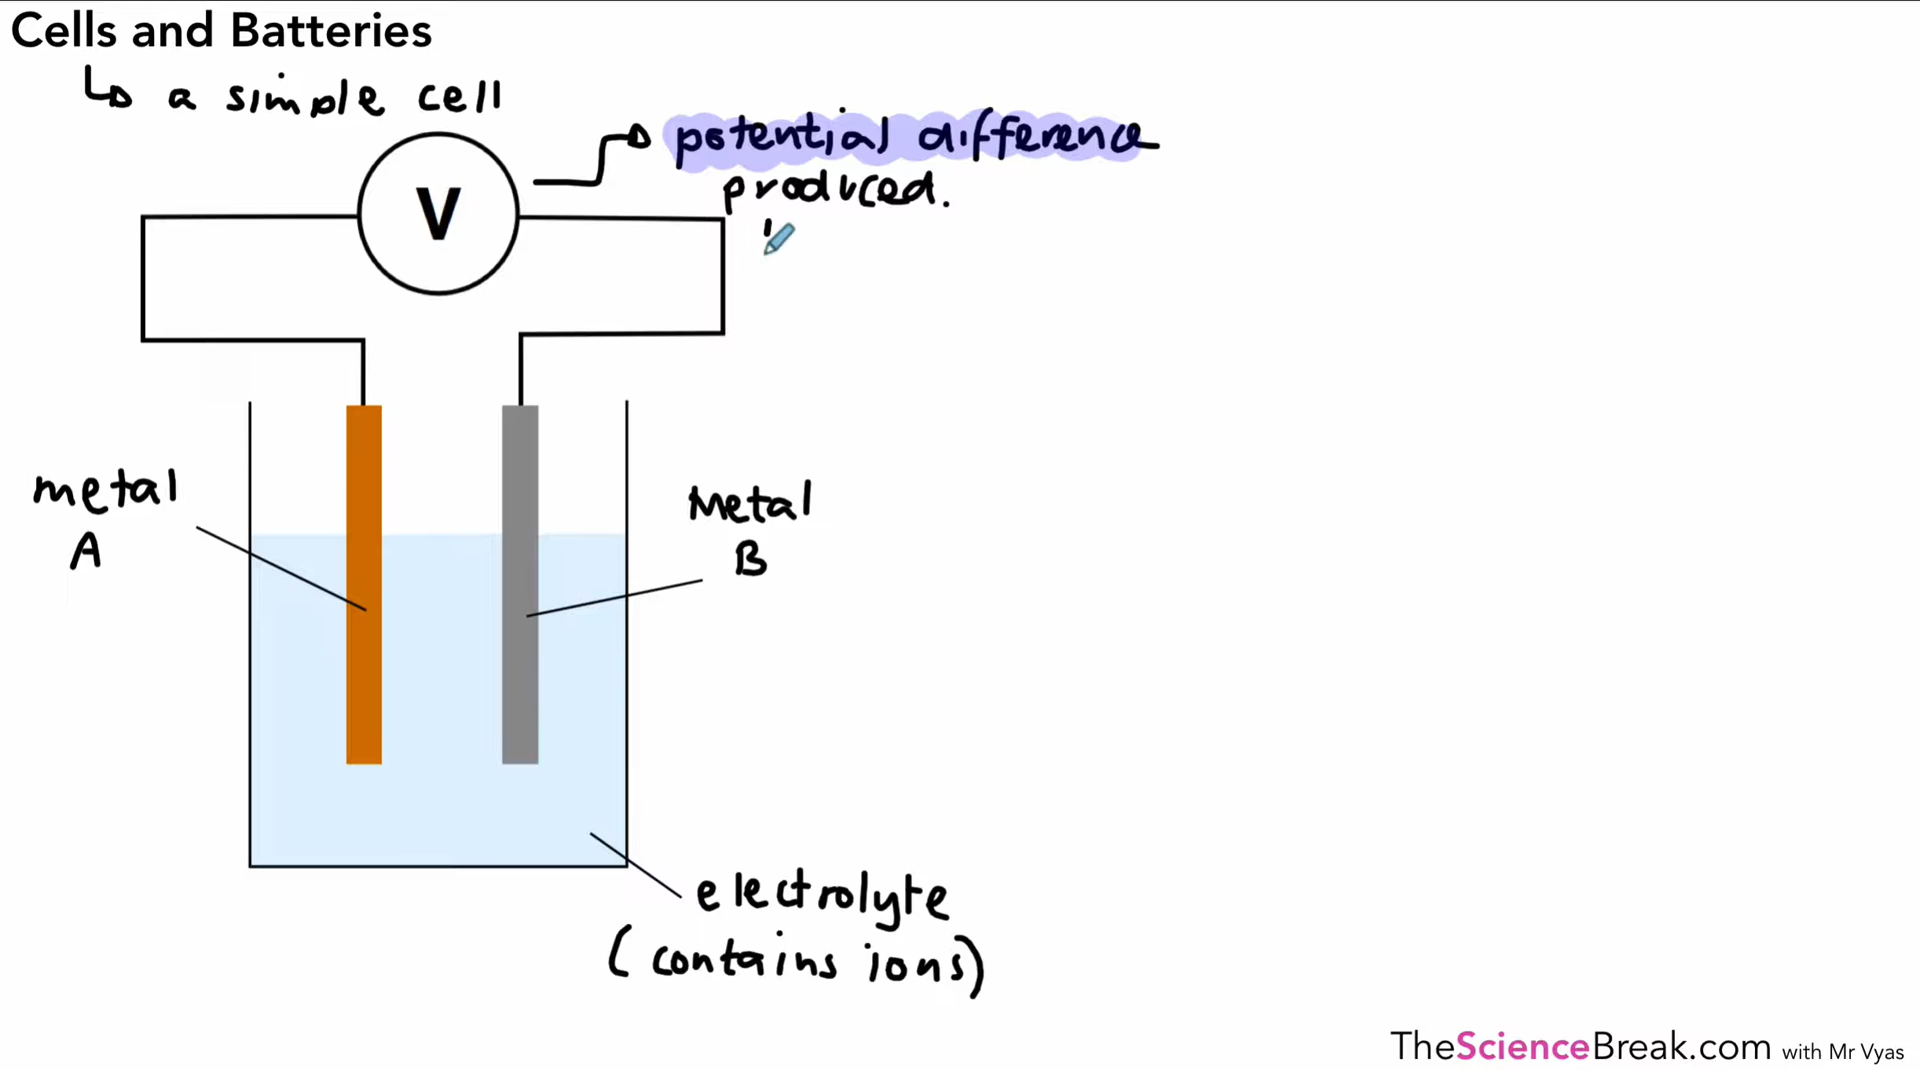 Cells and Batteries
a simple cell
potential difference
produced.
V
metal
A
Metal
B
electrolyte
(contains ions)
TheScienceBreak.com with Mr Vyas